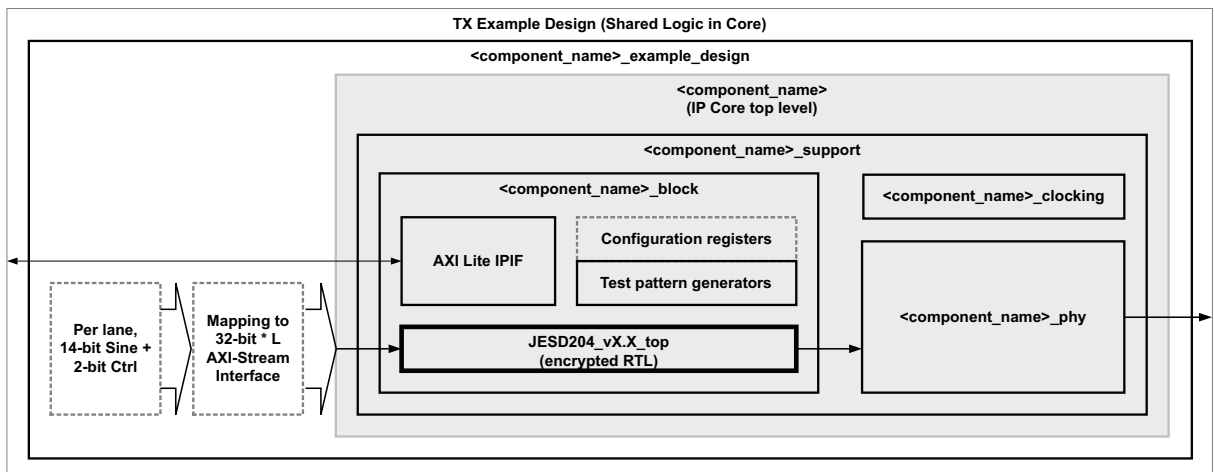 TX Example Design (Shared Logic in Core)
<component_name>_example_design
<component_name>
(IP Core top level)
<component_name>_support
<component_name>_block
<component_name>_clocking
AXI Lite IPIF
Configuration registers
Test pattern generators
Per lane,
14-bit Sine +
2-bit Ctrl
Mapping to
32-bit * L
AXI-Stream
Interface
JESD204_vX.X_top
(encrypted RTL)
<component_name>_phy